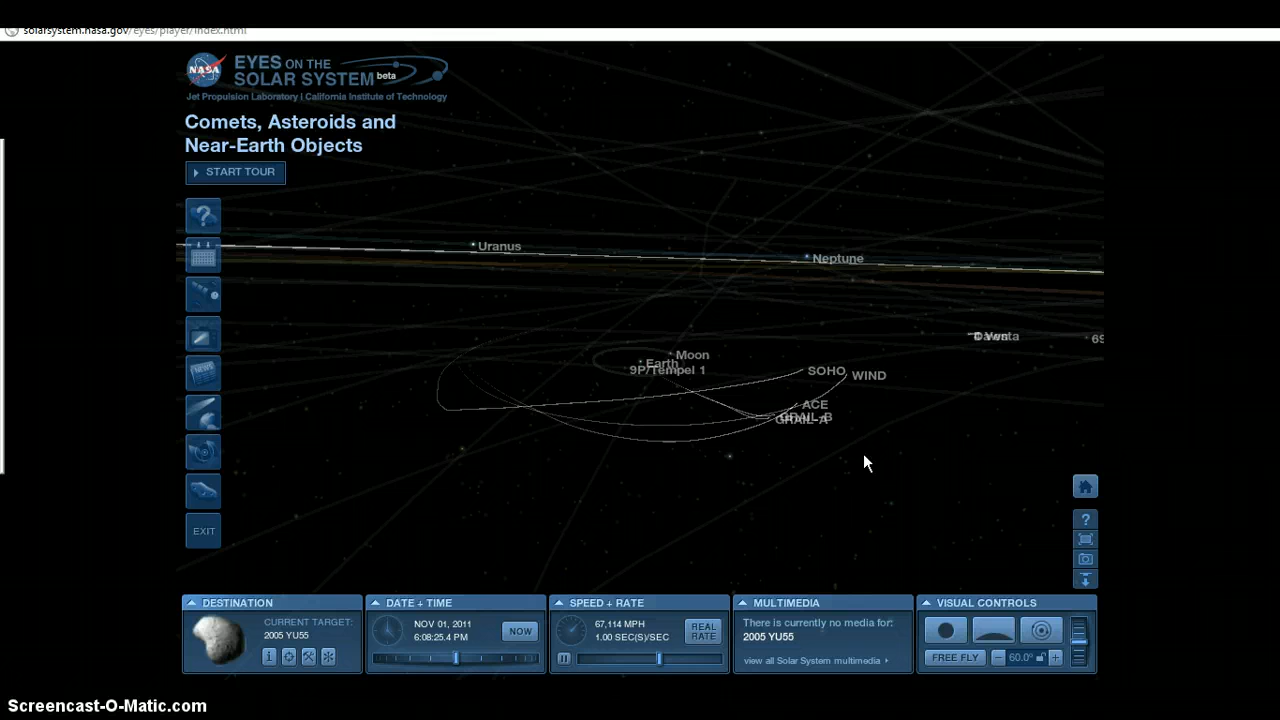 solarsystem.nasa.gov/eyes/player/index.html
NASA
EYES ON THE
SOLAR SYSTEM beta
Jet Propulsion Laboratory | California Institute of Technology
Comets, Asteroids and
Near-Earth Objects
START TOUR
?
NEWS
EXIT
Uranus
Neptune
Moon
Earth
9P/Tempel 1
SOHO
WIND
ACE
GRAIL-B
GRAIL-A
?
DESTINATION
CURRENT TARGET:
2005 YU55
DATE + TIME
NOV 01, 2011
6:08:25.4 PM
NOW
SPEED + RATE
67,114 MPH
1.00 SEC(S)/SEC
REAL
RATE
MULTIMEDIA
There is currently no media for:
2005 YU55
view all Solar System multimedia
VISUAL CONTROLS
FREE FLY
60.0°
Screencast-O-Matic.com